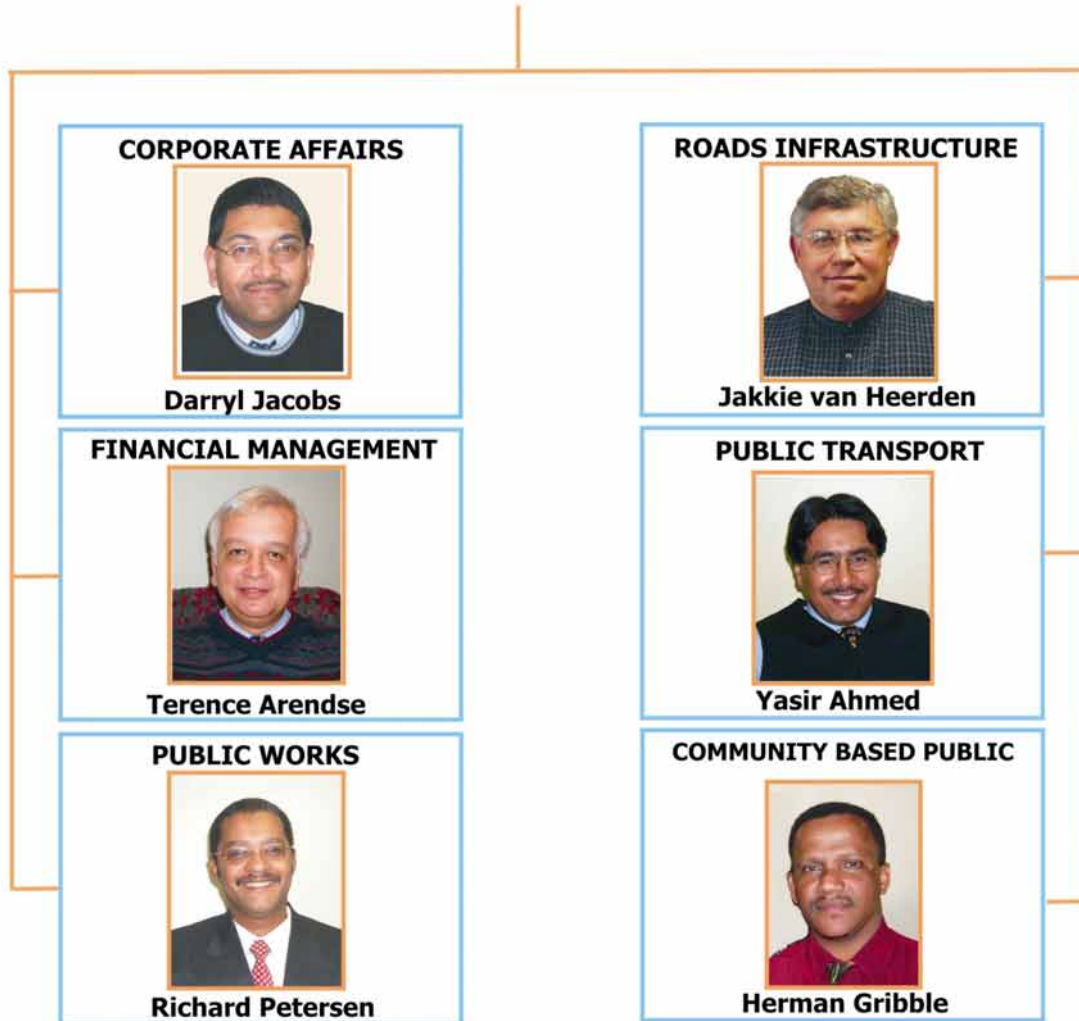 CORPORATE AFFAIRS
Darryl Jacobs
FINANCIAL MANAGEMENT
Terence Arendse
PUBLIC WORKS
Richard Petersen
ROADS INFRASTRUCTURE
Jakkie van Heerden
PUBLIC TRANSPORT
Yasir Ahmed
COMMUNITY BASED PUBLIC
Herman Gribble